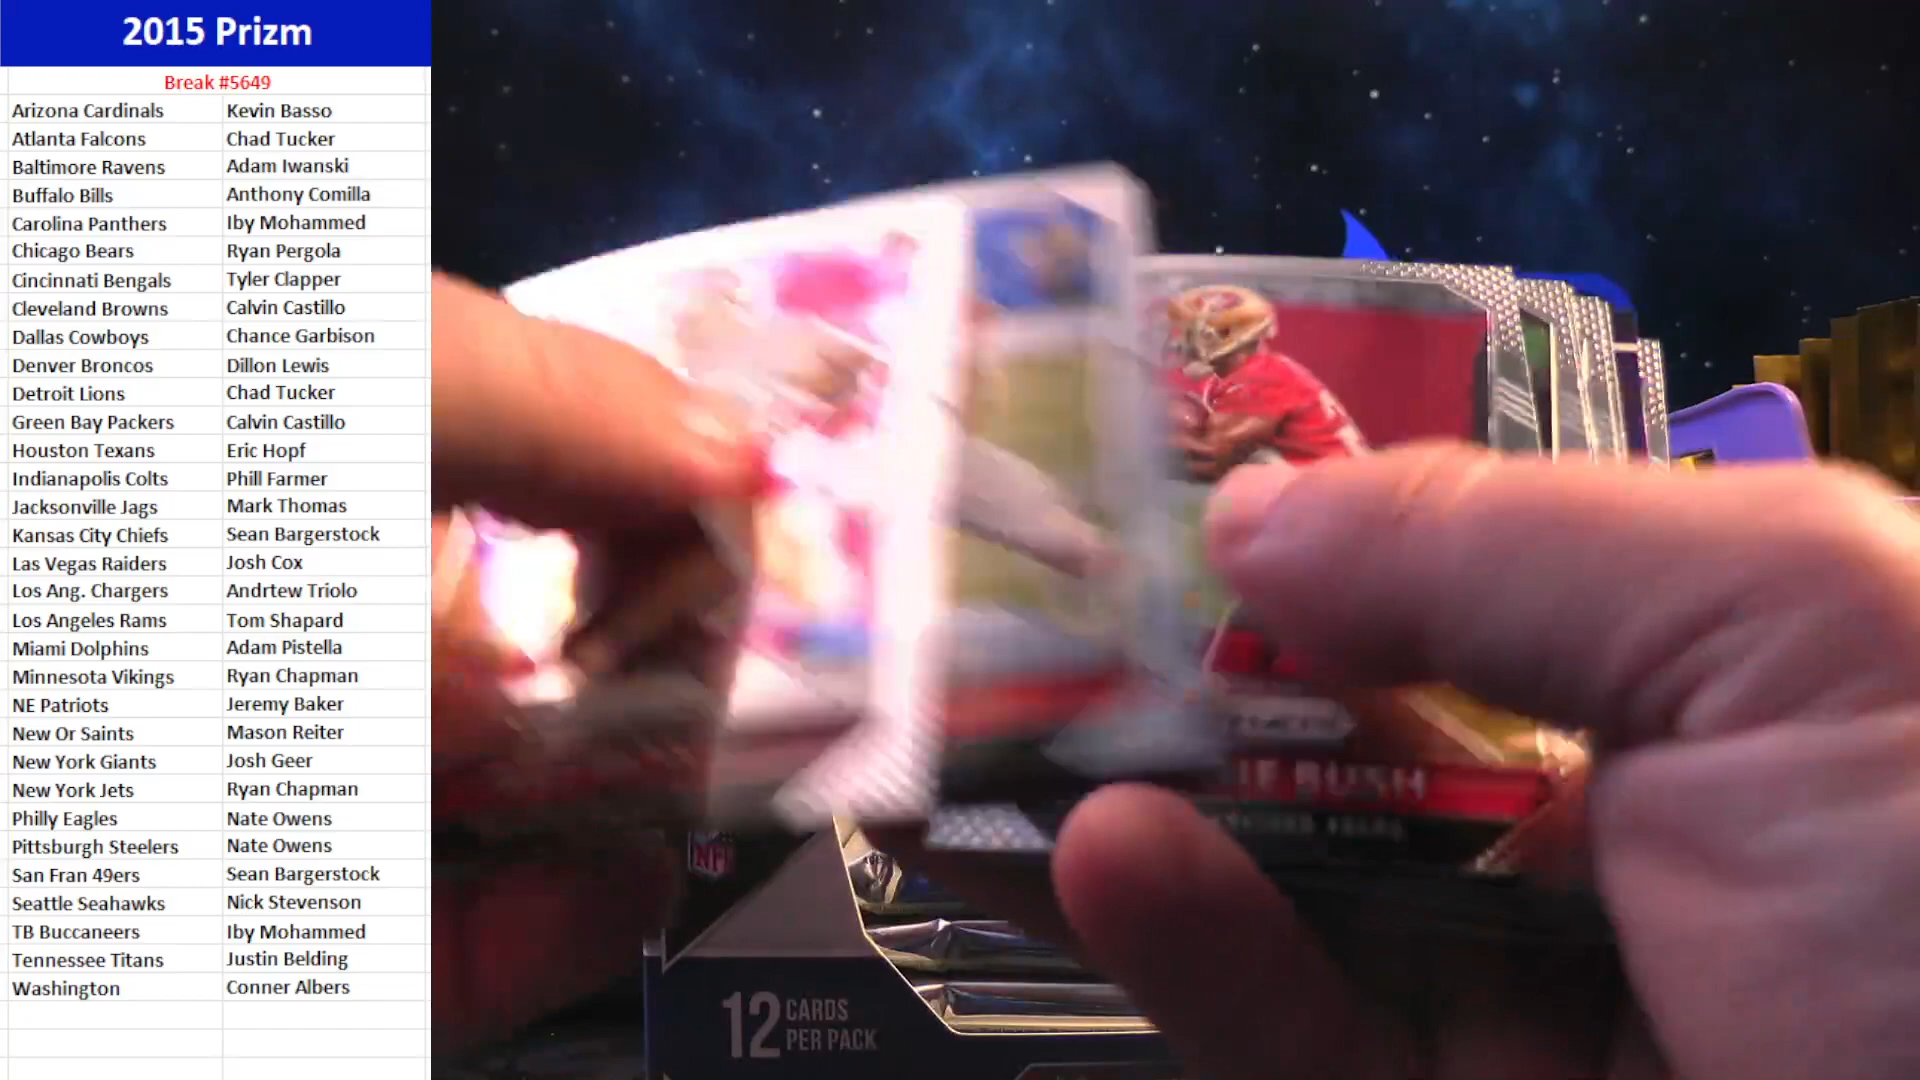 2015 Prizm
Break #5649
Arizona Cardinals Kevin Basso
Atlanta Falcons Chad Tucker
Baltimore Ravens Adam Iwanski
Buffalo Bills Anthony Comilla
Carolina Panthers Iby Mohammed
Chicago Bears Ryan Pergola
Cincinnati Bengals Tyler Clapper
Cleveland Browns Calvin Castillo
Dallas Cowboys Chance Garbison
Denver Broncos Dillon Lewis
Detroit Lions Chad Tucker
Green Bay Packers Calvin Castillo
Houston Texans Eric Hopf
Indianapolis Colts Phill Farmer
Jacksonville Jags Mark Thomas
Kansas City Chiefs Sean Bargerstock
Las Vegas Raiders Josh Cox
Los Ang. Chargers Andrtew Triolo
Los Angeles Rams Tom Shapard
Miami Dolphins Adam Pistella
Minnesota Vikings Ryan Chapman
NE Patriots Jeremy Baker
New Or Saints Mason Reiter
New York Giants Josh Geer
New York Jets Ryan Chapman
Philly Eagles Nate Owens
Pittsburgh Steelers Nate Owens
San Fran 49ers Sean Bargerstock
Seattle Seahawks Nick Stevenson
TB Buccaneers Iby Mohammed
Tennessee Titans Justin Belding
Washington Conner Albers
BUSH
NFL
12 CARDS
PER PACK